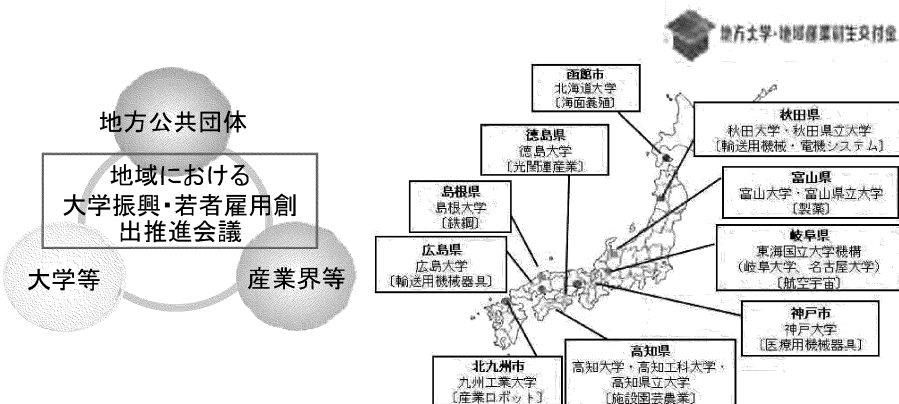 地方大学・地域産業創生交付金
地方公共団体
地域における
大学振興・若者雇用創
出推進会議
大学等
産業界等
函館市
北海道大学
〔海面養殖〕
秋田県
秋田大学・秋田県立大学
〔輸送用機械・電機システム〕
徳島県
徳島大学
〔光関連産業〕
富山県
富山大学・富山県立大学
〔製薬〕
島根県
島根大学
〔鉄鋼〕
岐阜県
東海国立大学機構
（岐阜大学、名古屋大学）
〔航空宇宙〕
広島県
広島大学
〔輸送用機械器具〕
神戸市
神戸大学
〔医療用機械器具〕
高知県
高知大学・高知工科大学・
高知県立大学
〔施設園芸農業〕
北九州市
九州工業大学
〔産業ロボット〕